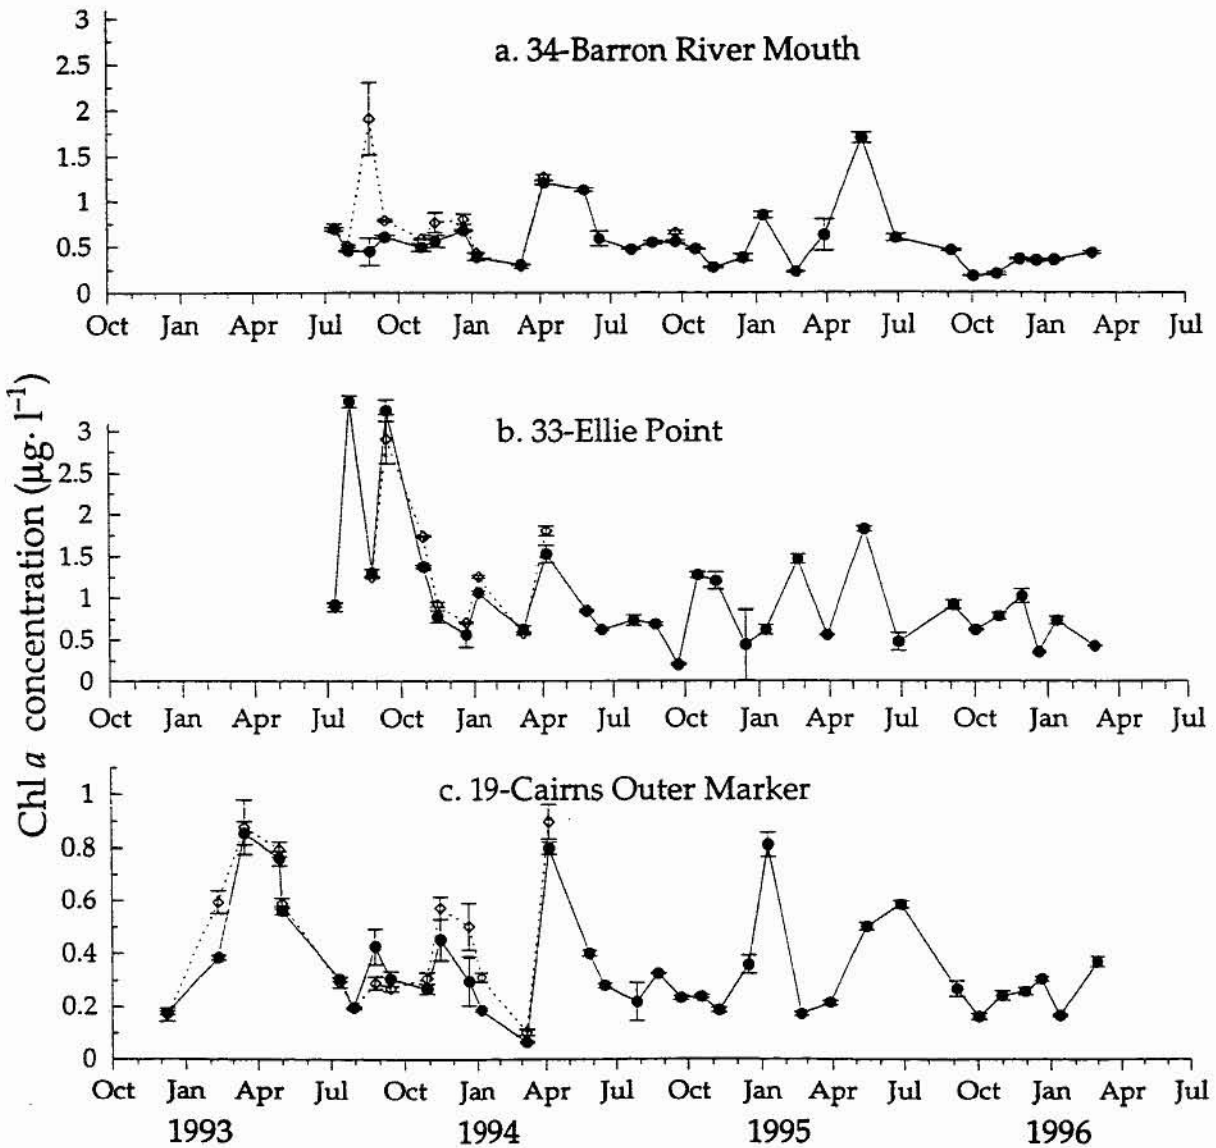 3
a. 34-Barron River Mouth
2.5
2
1.5
1
0.5
0
Oct Jan Apr Jul Oct Jan Apr Jul Oct Jan Apr Jul Oct Jan Apr Jul
Chl a concentration (µg. l⁻¹)
3
b. 33-Ellie Point
2.5
2
1.5
1
0.5
0
Oct Jan Apr Jul Oct Jan Apr Jul Oct Jan Apr Jul Oct Jan Apr Jul
1
c. 19-Cairns Outer Marker
0.8
0.6
0.4
0.2
0
Oct Jan Apr Jul Oct Jan Apr Jul Oct Jan Apr Jul Oct Jan Apr Jul
1993 1994 1995 1996